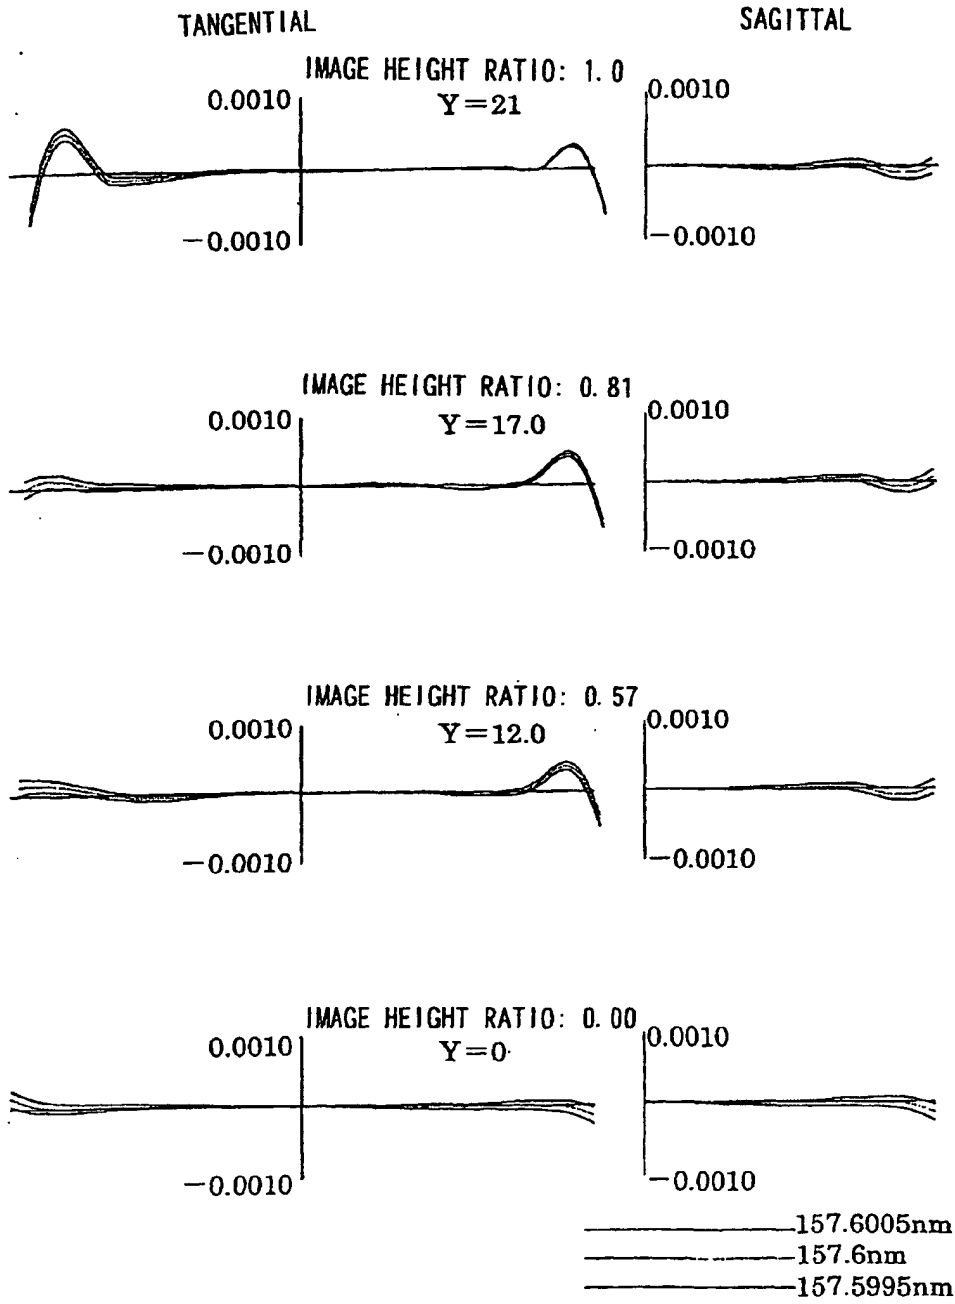 TANGENTIAL SAGITTAL
IMAGE HEIGHT RATIO: 1.0
0.0010 Y=21 0.0010
-0.0010 -0.0010
IMAGE HEIGHT RATIO: 0.81
0.0010 Y=17.0 0.0010
-0.0010 -0.0010
IMAGE HEIGHT RATIO: 0.57
0.0010 Y=12.0 0.0010
-0.0010 -0.0010
IMAGE HEIGHT RATIO: 0.00
0.0010 Y=0 0.0010
-0.0010 -0.0010
157.6005nm
157.6nm
157.5995nm